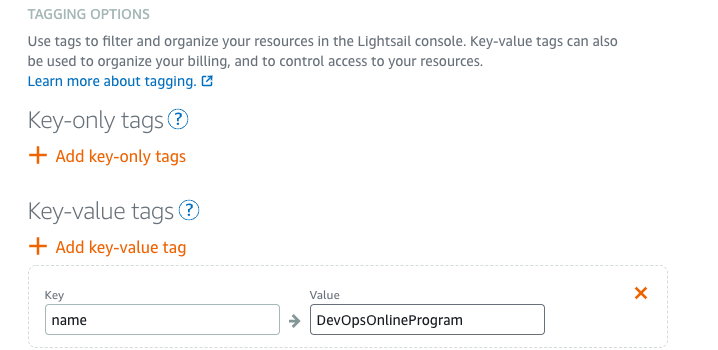 TAGGING OPTIONS
Use tags to filter and organize your resources in the Lightsail console. Key-value tags can also
be used to organize your billing, and to control access to your resources.
Learn more about tagging.
Key-only tags ?
+ Add key-only tags
Key-value tags ?
+ Add key-value tag
Key Value
name DevOpsOnlineProgram